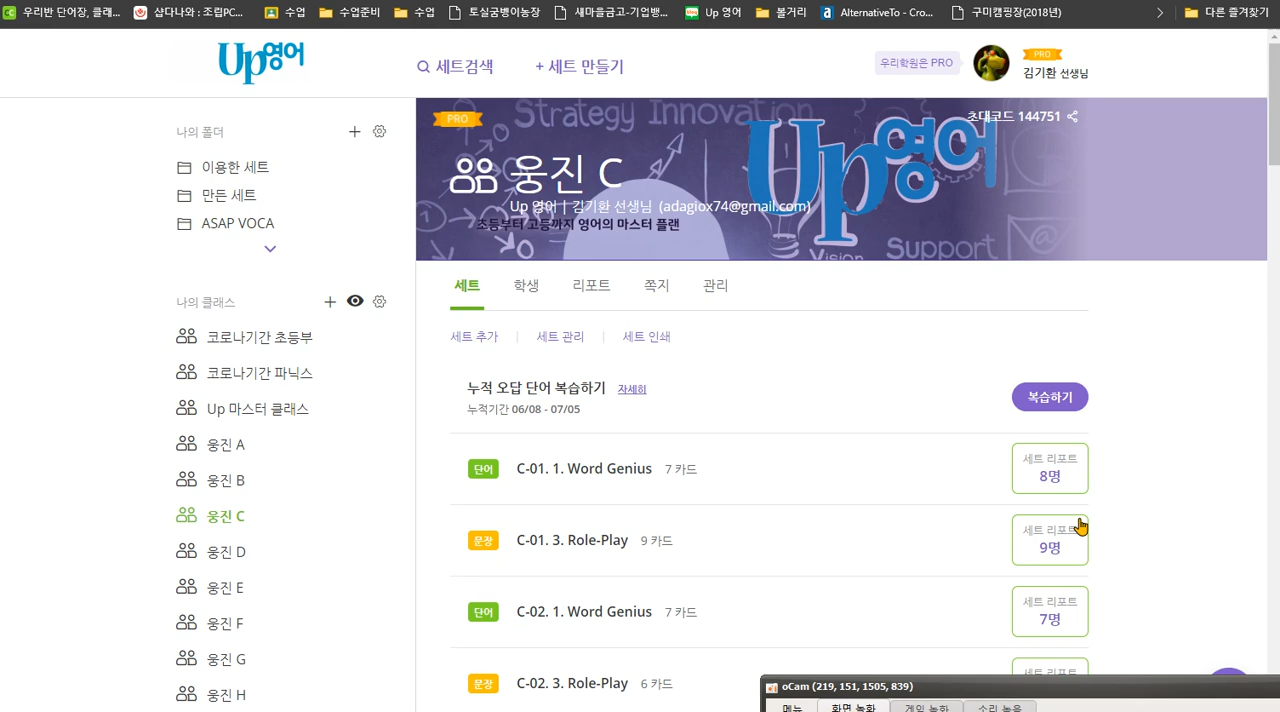 우리반 단어장, 클래...
샵다나와 : 조립PC...
수업
수업준비
수업
토실굼벵이농장
새마을금고-기업뱅...
Up 영어
볼거리
AlternativeTo - Cro...
구미캠핑장(2018년)
다른 즐겨찾기
Up영어
세트검색
+ 세트 만들기
우리학원은 PRO
PRO
김기환 선생님
나의 폴더
이용한 세트
만든 세트
ASAP VOCA
나의 클래스
코로나기간 초등부
코로나기간 파닉스
Up 마스터 클래스
웅진 A
웅진 B
웅진 C
웅진 D
웅진 E
웅진 F
웅진 G
웅진 H
Strategy Innovation
PRO
초대코드 144751
웅진 C
Up영어
Up 영어 | 김기환 선생님 (adagiox74@gmail.com)
초등부터 고등까지 영어의 마스터 플랜
Support
Vision
세트
학생
리포트
쪽지
관리
세트 추가
세트 관리
세트 인쇄
누적 오답 단어 복습하기 자세히
누적기간 06/08 - 07/05
복습하기
단어 C-01. 1. Word Genius 7 카드
세트 리포트
8명
문장 C-01. 3. Role-Play 9 카드
세트 리포트
9명
단어 C-02. 1. Word Genius 7 카드
세트 리포트
7명
문장 C-02. 3. Role-Play 6 카드
세트 리포트
oCam (219, 151, 1505, 839)
메뉴
화면 녹화
게임 녹화
소리 녹음